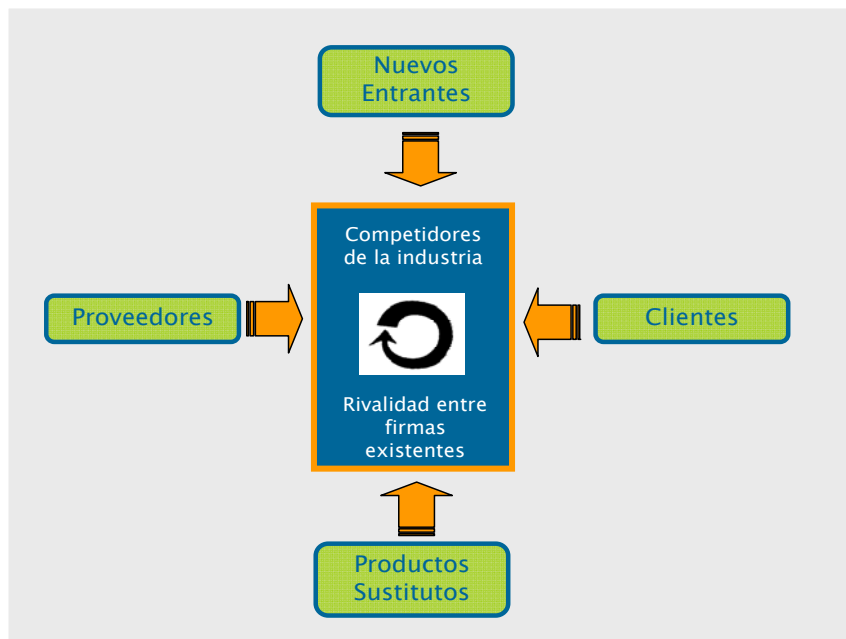 Nuevos
Entrantes
Competidores
de la industria
Proveedores
Clientes
Rivalidad entre
firmas
existentes
Productos
Sustitutos